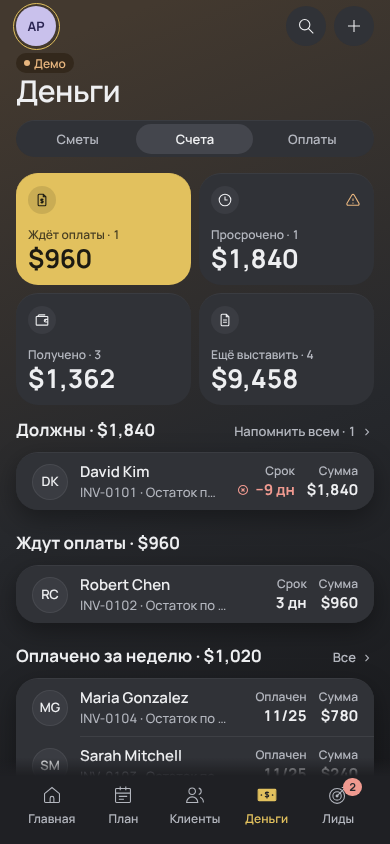 AP
Демо
Деньги
Сметы Счета Оплаты
Ждёт оплаты · 1
$960
Просрочено · 1
$1,840
Получено · 3
$1,362
Ещё выставить · 4
$9,458
Должны · $1,840 Напомнить всем · 1
DK
David Kim
INV-0101 · Остаток п…
Срок
−9 дн
Сумма
$1,840
Ждут оплаты · $960
RC
Robert Chen
INV-0102 · Остаток по …
Срок
3 дн
Сумма
$960
Оплачено за неделю · $1,020 Все
MG
Maria Gonzalez
INV-0104 · Остаток по …
Оплачен
11/25
Сумма
$780
SM
Sarah Mitchell
Оплачен
11/25
Сумма
$240
Главная План Клиенты Деньги Лиды
2